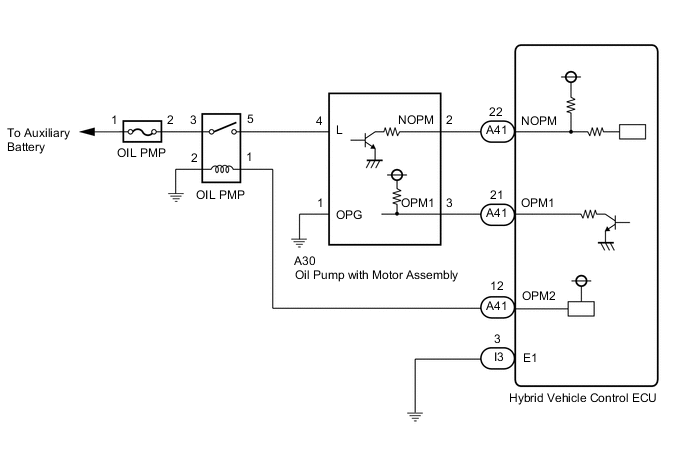 To Auxiliary
Battery
1
2
OIL PMP
3
5
2
1
OIL PMP
4
L
NOPM
2
1
OPG
OPM1
3
A30
Oil Pump with Motor Assembly
22
A41
NOPM
21
A41
OPM1
12
A41
OPM2
3
I3
E1
Hybrid Vehicle Control ECU